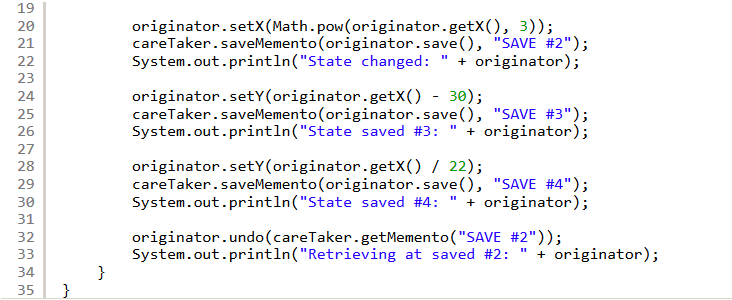 19
20 originator.setX(Math.pow(originator.getX(), 3));
21 careTaker.saveMemento(originator.save(), "SAVE #2");
22 System.out.println("State changed: " + originator);
23
24 originator.setY(originator.getX() - 30);
25 careTaker.saveMemento(originator.save(), "SAVE #3");
26 System.out.println("State saved #3: " + originator);
27
28 originator.setY(originator.getX() / 22);
29 careTaker.saveMemento(originator.save(), "SAVE #4");
30 System.out.println("State saved #4: " + originator);
31
32 originator.undo(careTaker.getMemento("SAVE #2"));
33 System.out.println("Retrieving at saved #2: " + originator);
34 }
35 }